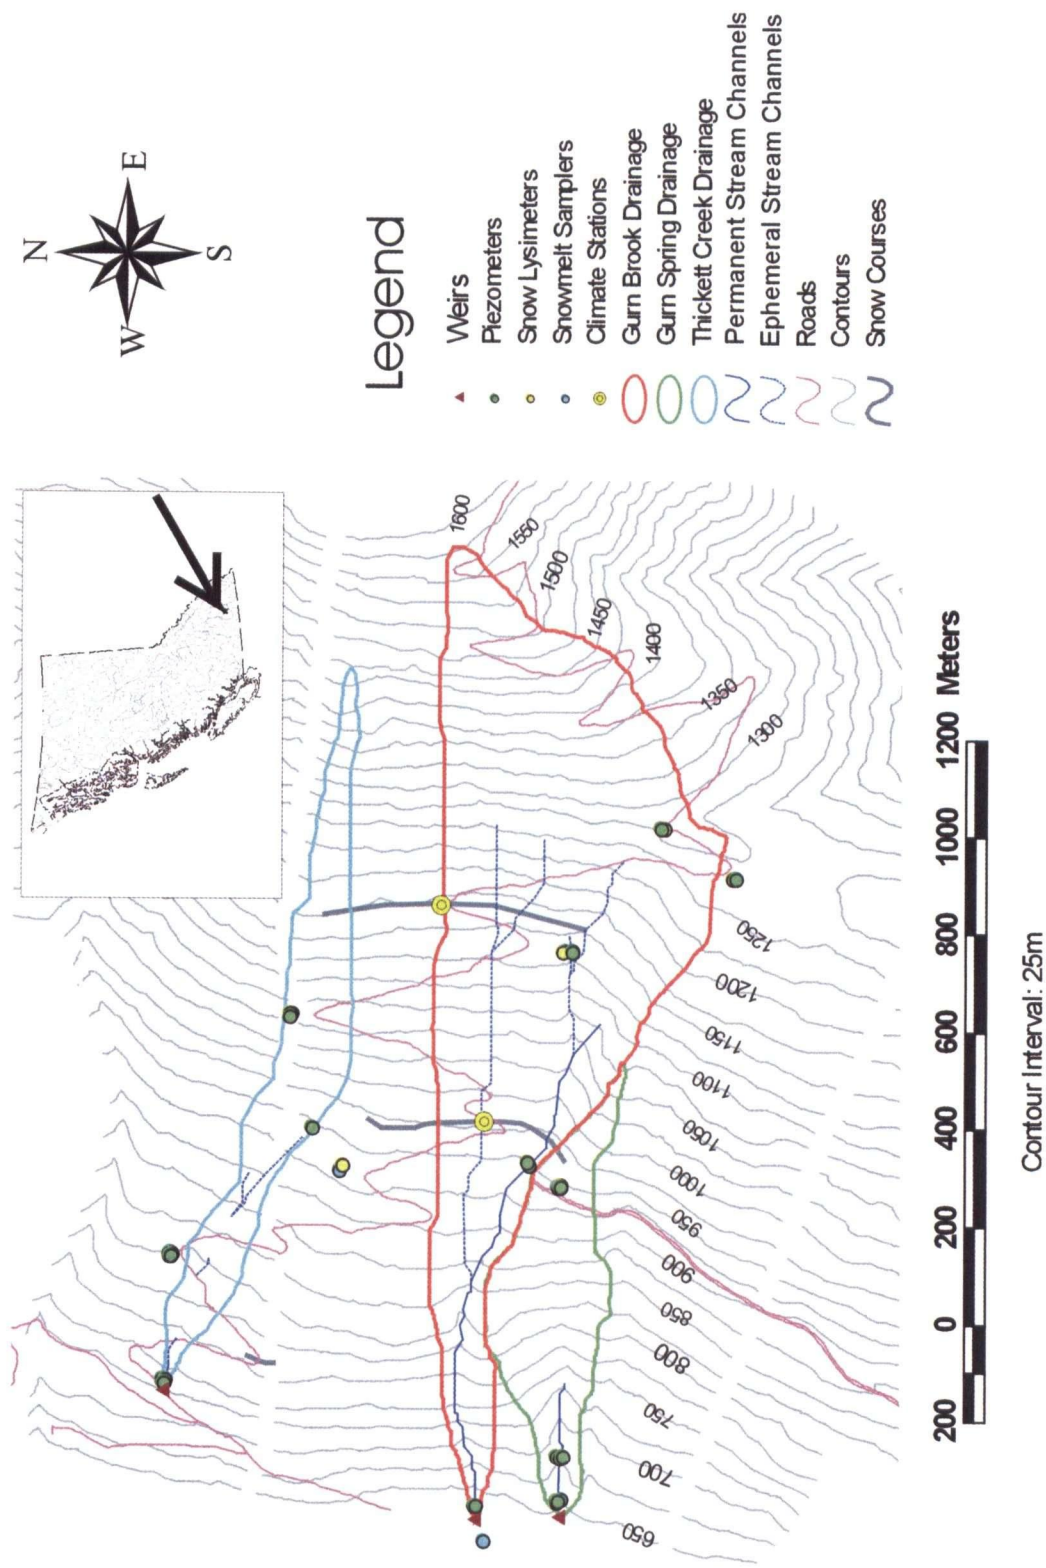 N
W
E
S
Legend
Weirs
Piezometers
Snow Lysimeters
Snowmelt Samplers
Climate Stations
Gurn Brook Drainage
Gurn Spring Drainage
Thickett Creek Drainage
Permanent Stream Channels
Ephemeral Stream Channels
Roads
Contours
Snow Courses
1600
1550
1500
1450
1400
1350
1300
1250
1200
1150
1100
1050
1000
950
900
850
800
750
700
650
200 0 200 400 600 800 1000 1200 Meters
Contour Interval: 25m